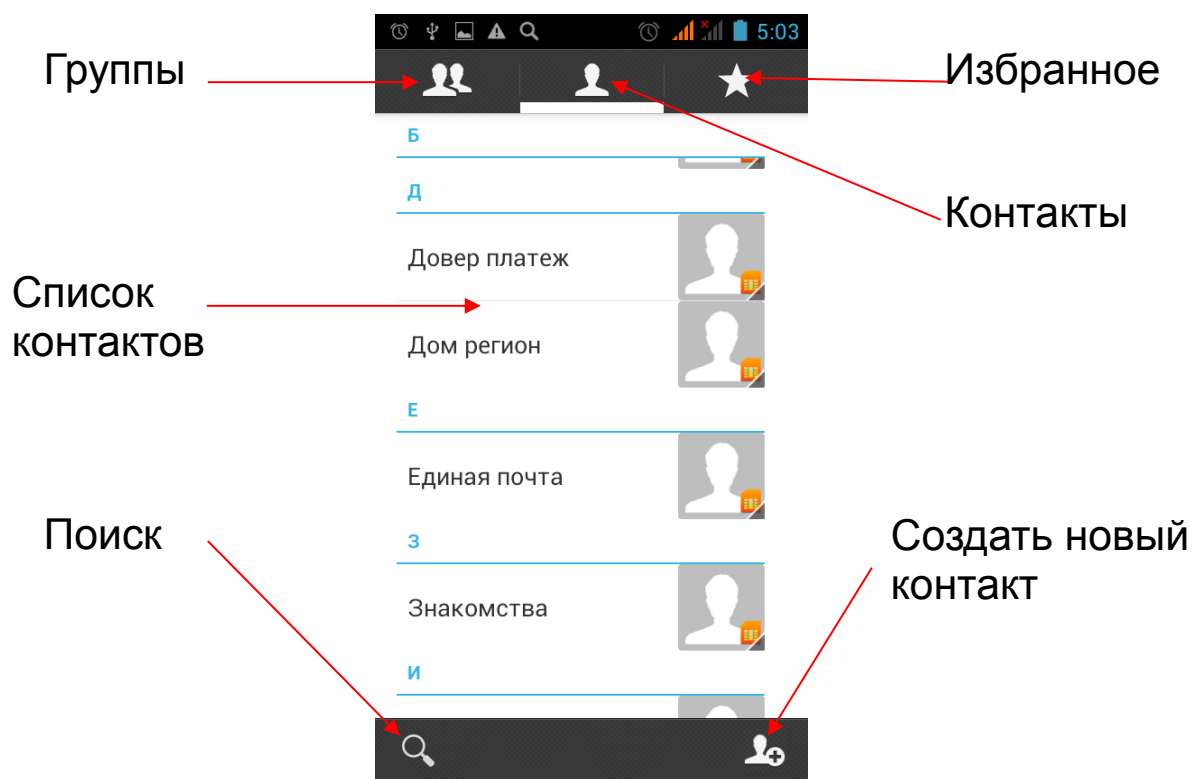 5:03
Группы
Избранное
Б
Д
Контакты
Довер платеж
Список
контактов
Дом регион
Е
Единая почта
Поиск
Создать новый
контакт
З
Знакомства
И